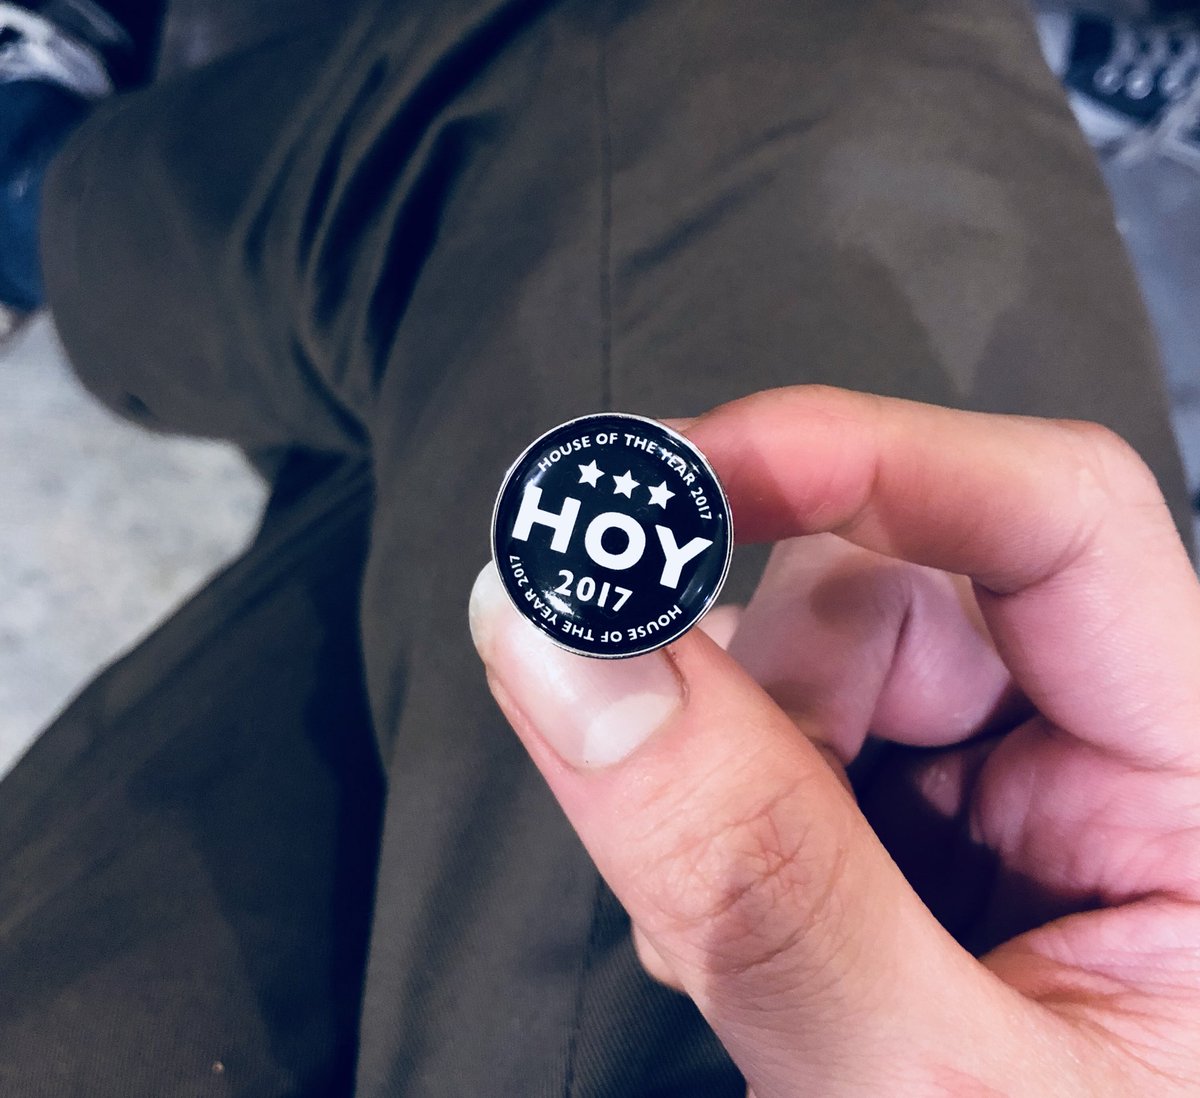 HOUSE OF THE YEAR 2017
HOY
2017
HOUSE OF THE YEAR 2017